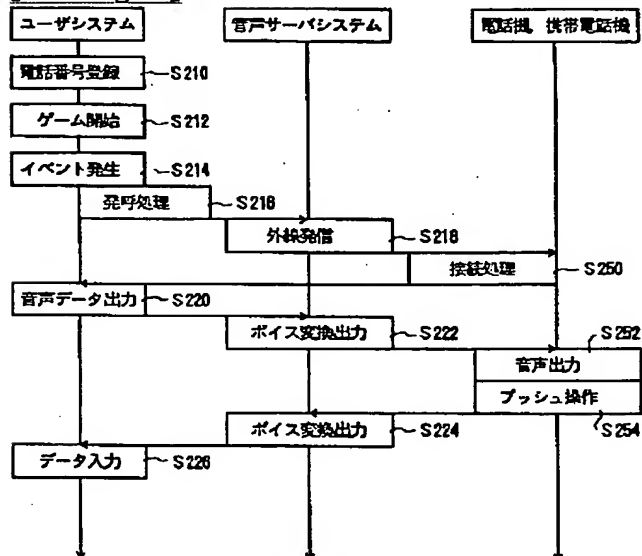 ユーザシステム 音声サーバシステム 電話機、携帯電話機
電話番号登録 S210
ゲーム開始 S212
イベント発生 S214
発呼処理 S216
外線発信 S218
接続処理 S250
音声データ出力 S220
ボイス変換出力 S222 S252
音声出力
プッシュ操作
ボイス変換出力 S224 S254
データ入力 S226